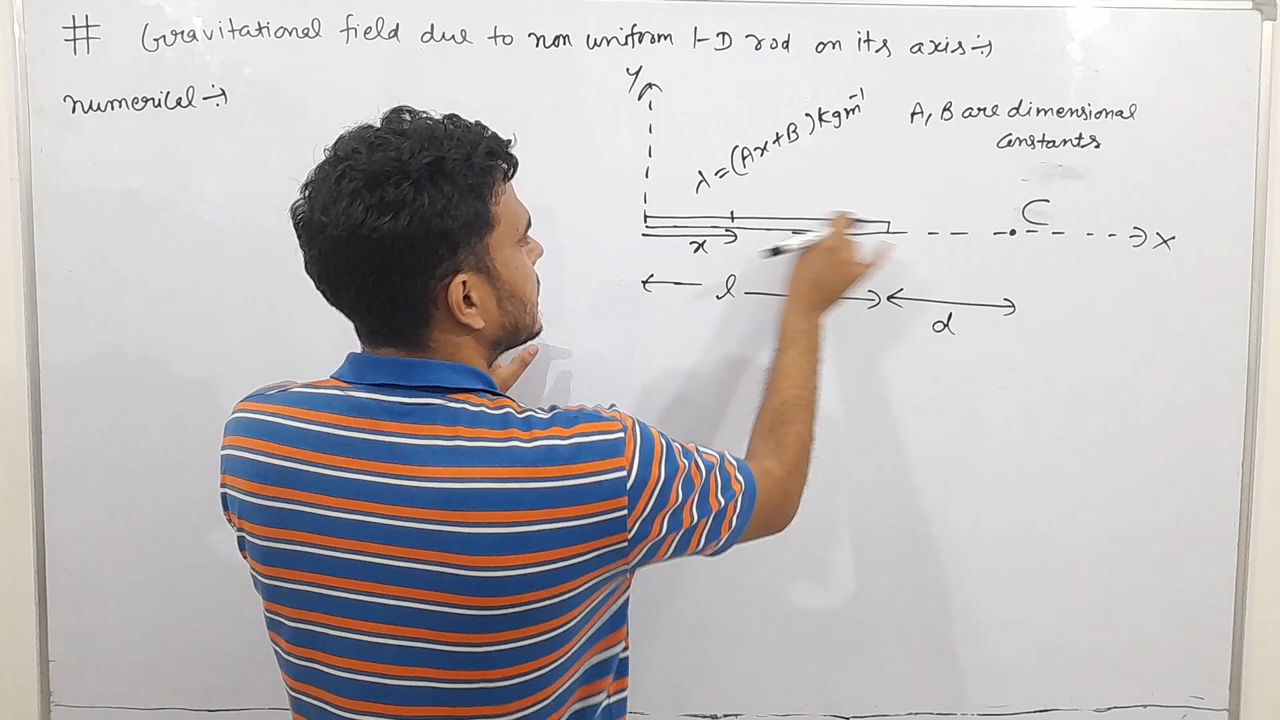 # Gravitational field due to non uniform 1-D rod on its axis ÷>
numerical ÷>
y
λ = (Ax+B) kgm⁻¹
A, B are dimensional
constants
C
x
X
l
d